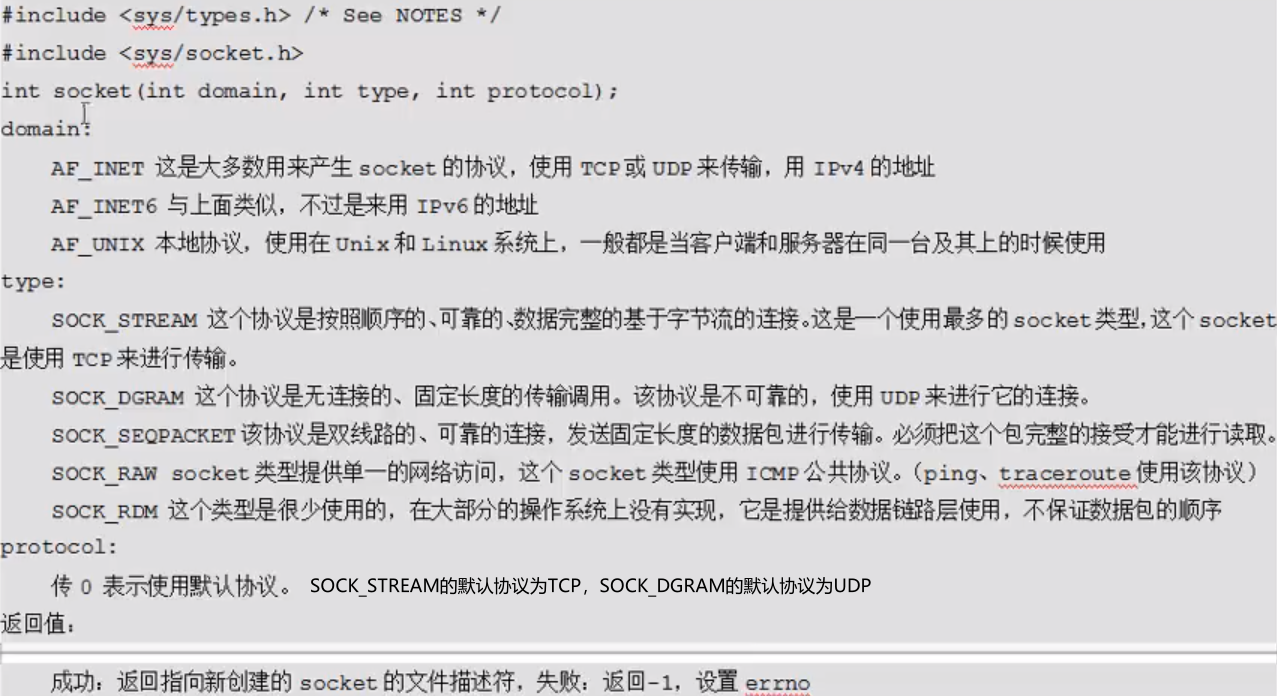 #include <sys/types.h> /* See NOTES */
#include <sys/socket.h>
int socket(int domain, int type, int protocol);
domain:
AF_INET 这是大多数用来产生 socket 的协议，使用 TCP 或 UDP 来传输，用 IPv4 的地址
AF_INET6 与上面类似，不过是来用 IPv6 的地址
AF_UNIX 本地协议，使用在 Unix 和 Linux 系统上，一般都是当客户端和服务器在同一台及其上的时候使用
type:
SOCK_STREAM 这个协议是按照顺序的、可靠的、数据完整的基于字节流的连接。这是一个使用最多的 socket 类型，这个 socket
是使用 TCP 来进行传输。
SOCK_DGRAM 这个协议是无连接的、固定长度的传输调用。该协议是不可靠的，使用 UDP 来进行它的连接。
SOCK_SEQPACKET 该协议是双线路的、可靠的连接，发送固定长度的数据包进行传输。必须把这个包完整的接受才能进行读取。
SOCK_RAW socket 类型提供单一的网络访问，这个 socket 类型使用 ICMP 公共协议。（ping、traceroute 使用该协议）
SOCK_RDM 这个类型是很少使用的，在大部分的操作系统上没有实现，它是提供给数据链路层使用，不保证数据包的顺序
protocol:
传 0 表示使用默认协议。 SOCK_STREAM的默认协议为TCP，SOCK_DGRAM的默认协议为UDP
返回值：
成功：返回指向新创建的 socket 的文件描述符，失败：返回-1，设置 errno